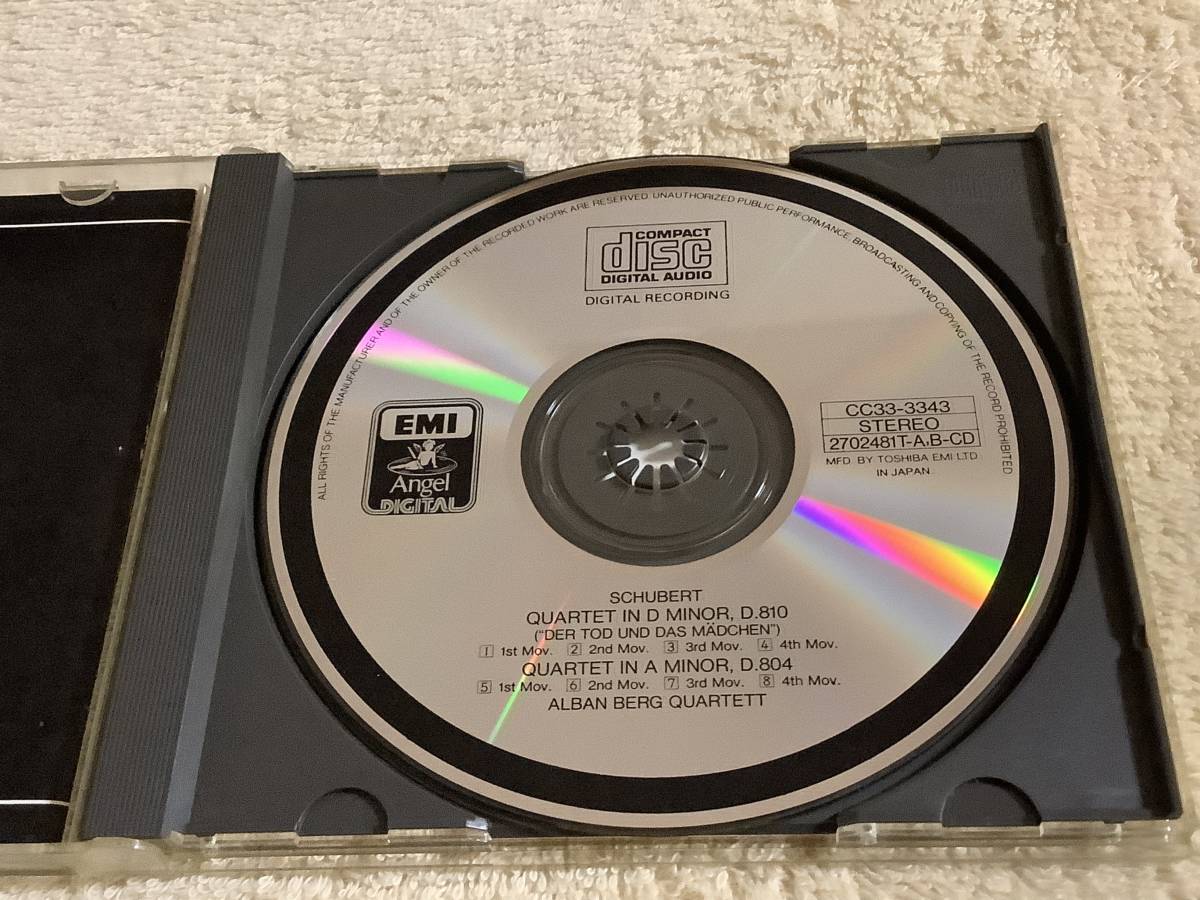 ALL RIGHTS OF THE MANUFACTURER AND OF THE OWNER OF THE RECORDED WORK ARE RESERVED. UNAUTHORIZED PUBLIC PERFORMANCE, BROADCASTING AND COPYING OF THE RECORD PROHIBITED
COMPACT
disc
DIGITAL AUDIO
DIGITAL RECORDING
EMI
Angel
DIGITAL
CC33-3343
STEREO
2702481T-A,B-CD
MFD BY TOSHIBA EMI LTD
IN JAPAN
SCHUBERT
QUARTET IN D MINOR, D.810
("DER TOD UND DAS MÄDCHEN")
1 1st Mov. 2 2nd Mov. 3 3rd Mov. 4 4th Mov.
QUARTET IN A MINOR, D.804
5 1st Mov. 6 2nd Mov. 7 3rd Mov. 8 4th Mov.
ALBAN BERG QUARTETT